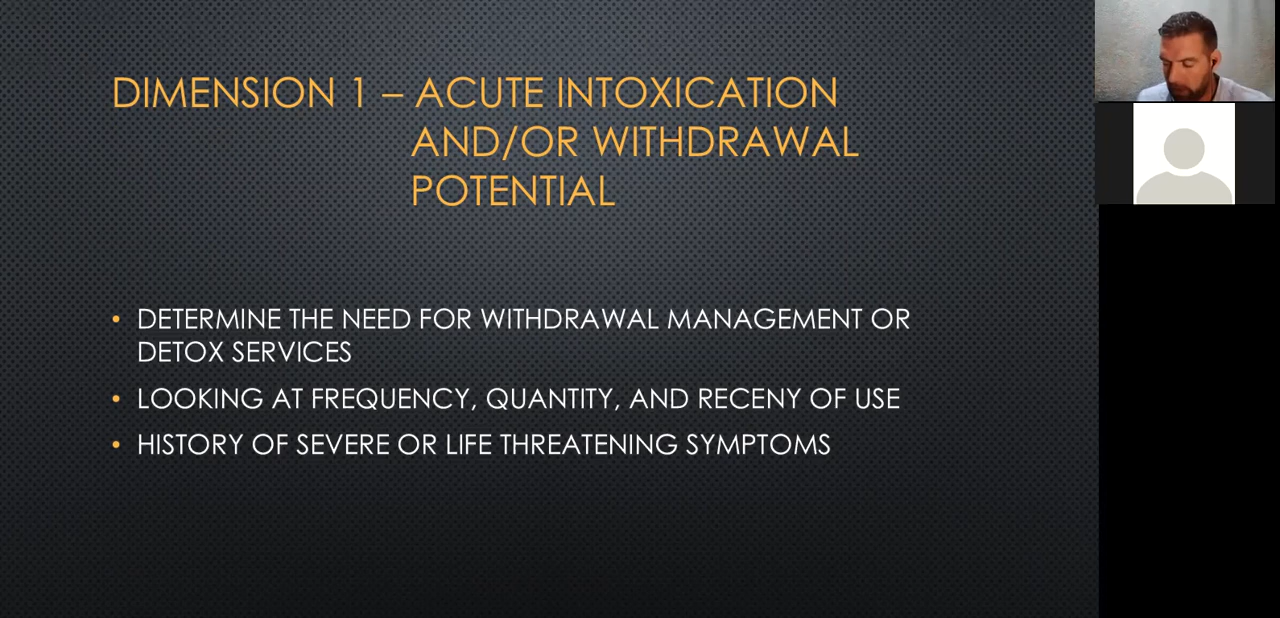 DIMENSION 1 – ACUTE INTOXICATION
AND/OR WITHDRAWAL
POTENTIAL
• DETERMINE THE NEED FOR WITHDRAWAL MANAGEMENT OR
DETOX SERVICES
• LOOKING AT FREQUENCY, QUANTITY, AND RECENY OF USE
• HISTORY OF SEVERE OR LIFE THREATENING SYMPTOMS